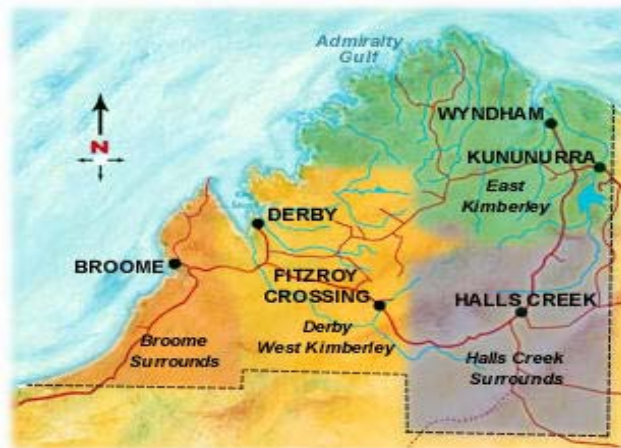 Admiralty
Gulf
N
WYNDHAM
KUNUNURRA
East
Kimberley
DERBY
BROOME
FITZROY
CROSSING
HALLS CREEK
Broome
Surrounds
Derby
West Kimberley
Halls Creek
Surrounds